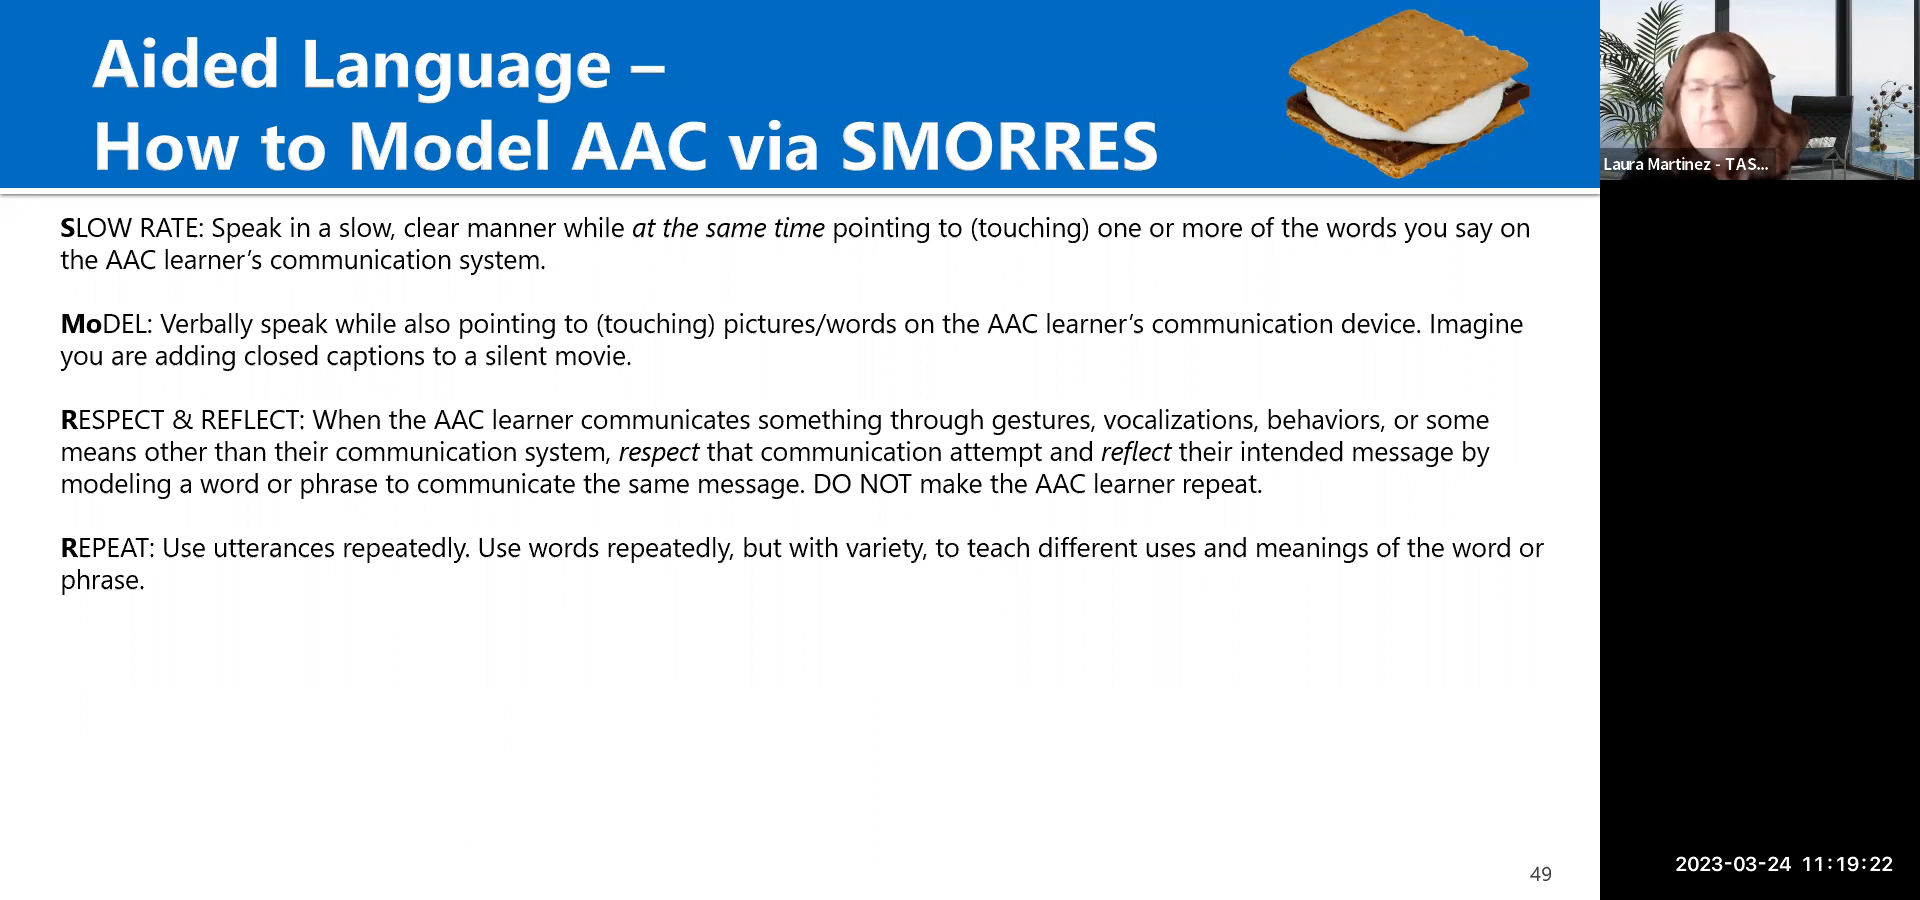 Aided Language –
How to Model AAC via SMORRES
SLOW RATE: Speak in a slow, clear manner while at the same time pointing to (touching) one or more of the words you say on
the AAC learner’s communication system.
MoDEL: Verbally speak while also pointing to (touching) pictures/words on the AAC learner’s communication device. Imagine
you are adding closed captions to a silent movie.
RESPECT & REFLECT: When the AAC learner communicates something through gestures, vocalizations, behaviors, or some
means other than their communication system, respect that communication attempt and reflect their intended message by
modeling a word or phrase to communicate the same message. DO NOT make the AAC learner repeat.
REPEAT: Use utterances repeatedly. Use words repeatedly, but with variety, to teach different uses and meanings of the word or
phrase.
49
Laura Martinez - TAS...
2023-03-24 11:19:22